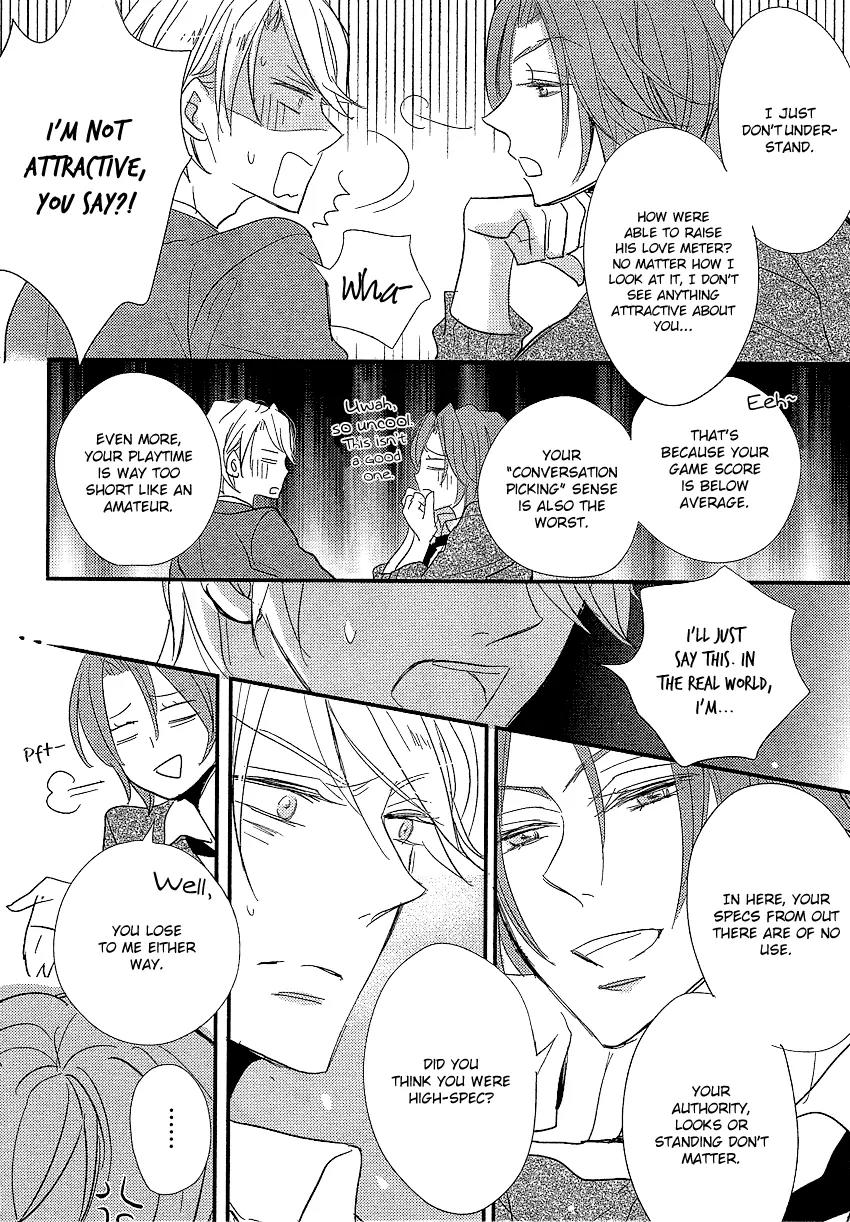 I JUST
DON'T UNDER-
STAND.
HOW WERE
ABLE TO RAISE
HIS LOVE METER?
NO MATTER HOW I
LOOK AT IT, I DON'T
SEE ANYTHING
ATTRACTIVE ABOUT
YOU...
What
I'M NOT
ATTRACTIVE,
YOU SAY?!
Eeh~
THAT'S
BECAUSE YOUR
GAME SCORE
IS BELOW
AVERAGE.
YOUR
"CONVERSATION
PICKING" SENSE
IS ALSO THE
WORST.
Uwah,
so uncool.
This isn't
a good
one.
EVEN MORE,
YOUR PLAYTIME
IS WAY TOO
SHORT LIKE AN
AMATEUR.
I'LL JUST
SAY THIS. IN
THE REAL WORLD,
I'M...
IN HERE, YOUR
SPECS FROM OUT
THERE ARE OF NO
USE.
YOUR
AUTHORITY,
LOOKS OR
STANDING DON'T
MATTER.
DID YOU
THINK YOU WERE
HIGH-SPEC?
Pft~
Well,
YOU LOSE
TO ME EITHER
WAY.
......